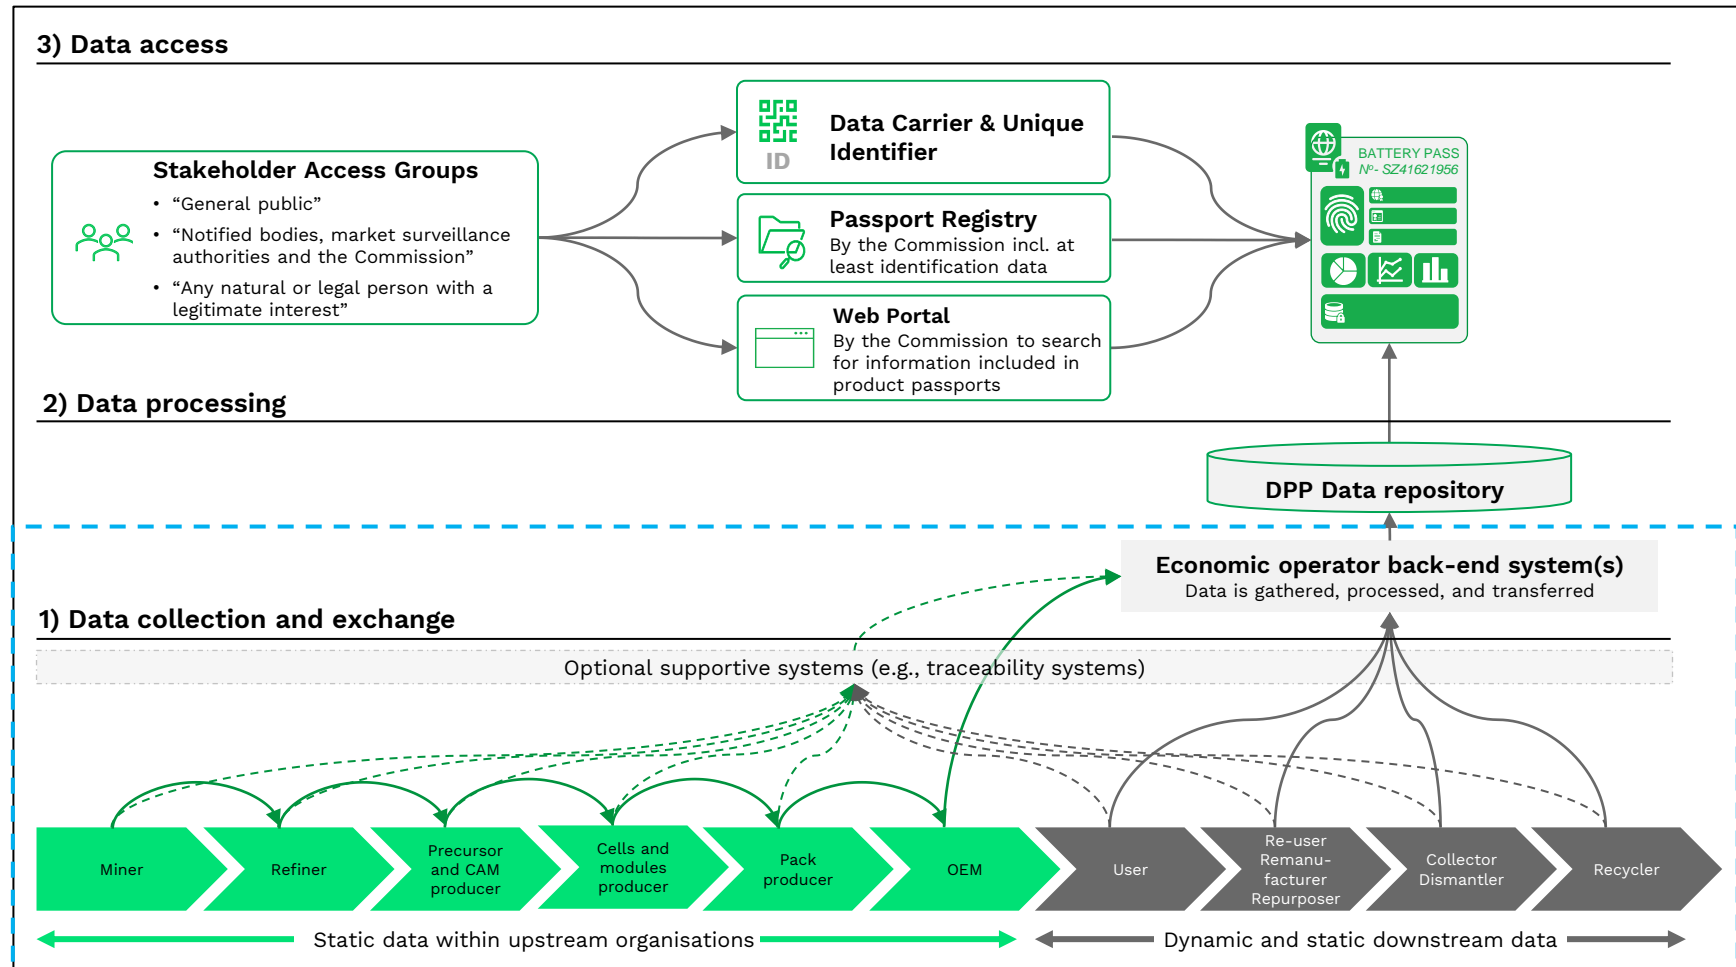 3) Data access
Stakeholder Access Groups
• “General public”
• “Notified bodies, market surveillance
authorities and the Commission”
• “Any natural or legal person with a
legitimate interest”
ID
Data Carrier & Unique
Identifier
Passport Registry
By the Commission incl. at
least identification data
Web Portal
By the Commission to search
for information included in
product passports
BATTERY PASS
Nº- SZ41621956
2) Data processing
DPP Data repository
Economic operator back-end system(s)
Data is gathered, processed, and transferred
1) Data collection and exchange
Optional supportive systems (e.g., traceability systems)
Miner
Refiner
Precursor
and CAM
producer
Cells and
modules
producer
Pack
producer
OEM
User
Re-user
Remanu-
facturer
Repurposer
Collector
Dismantler
Recycler
Static data within upstream organisations
Dynamic and static downstream data